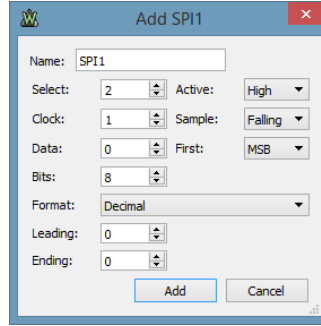 Add SPI1
Name: SPI1
Select: 2 Active: High
Clock: 1 Sample: Falling
Data: 0 First: MSB
Bits: 8
Format: Decimal
Leading: 0
Ending: 0
Add Cancel